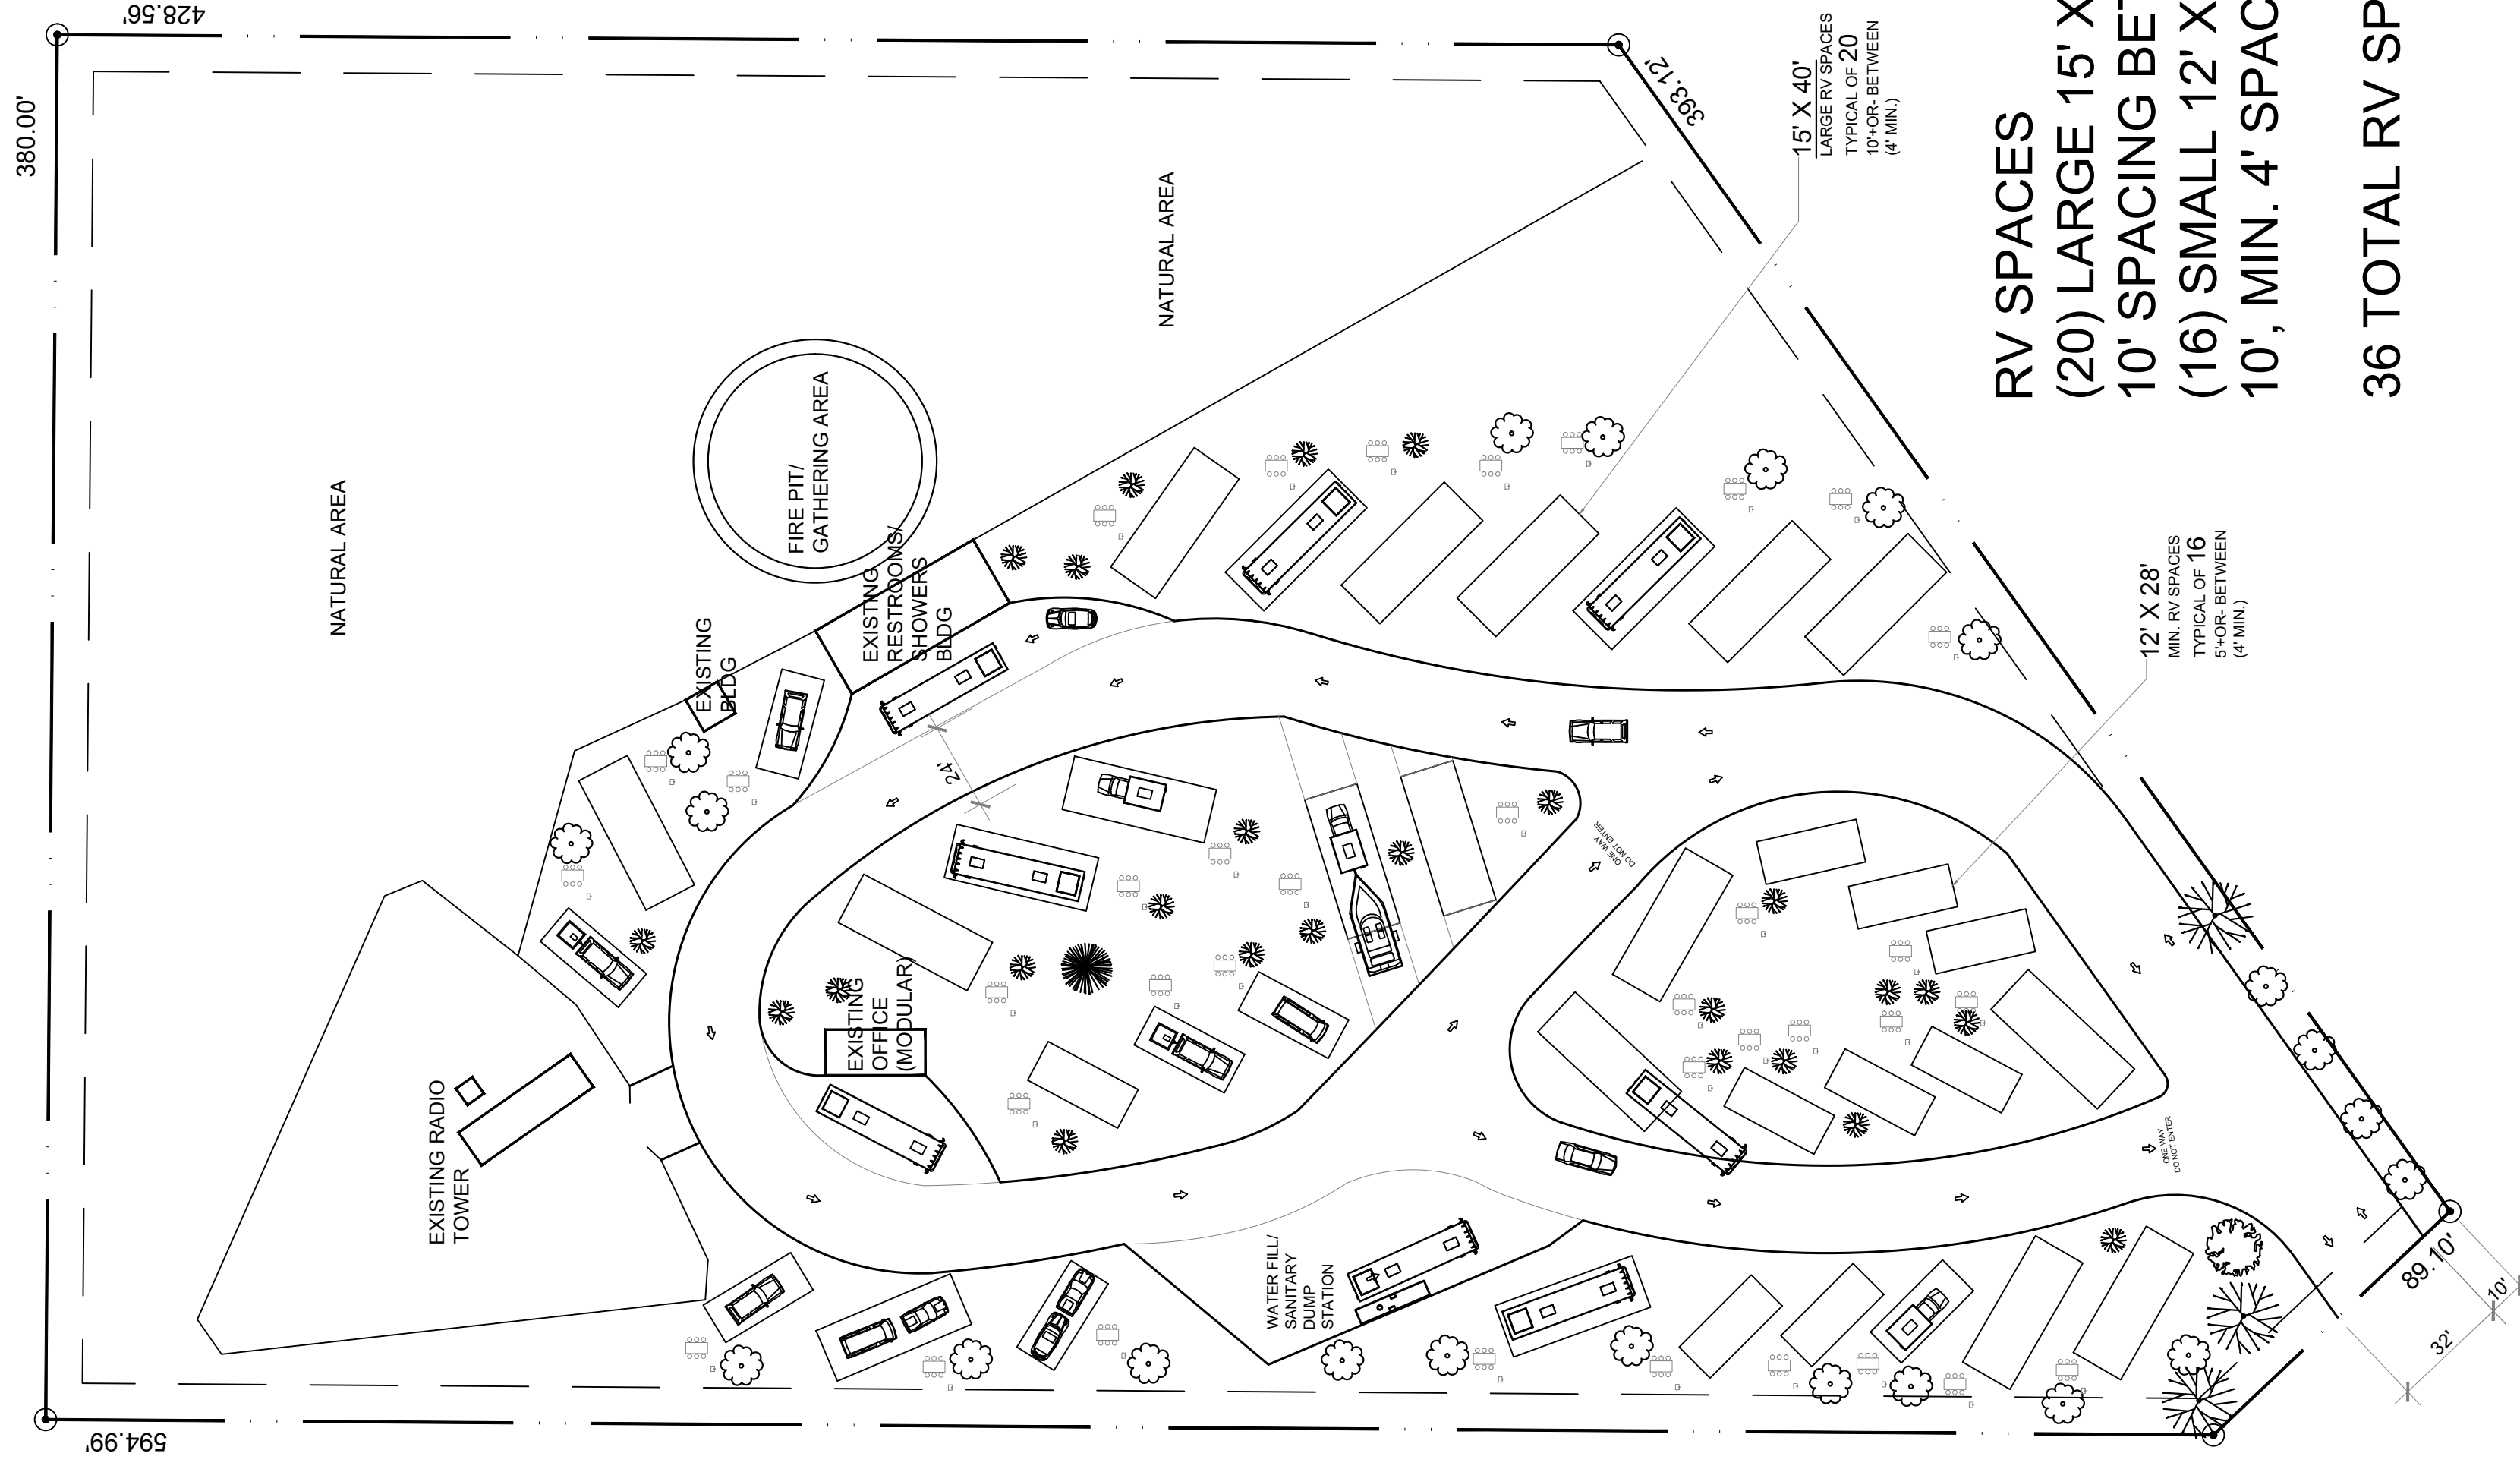 428.56'
380.00'
393.12'
15' X 40'
LARGE RV SPACES
TYPICAL OF 20
10'+OR- BETWEEN
(4' MIN.)
RV SPACES
(20) LARGE 15' X
10' SPACING BET
(16) SMALL 12' X
10', MIN. 4' SPAC
36 TOTAL RV SP
NATURAL AREA
NATURAL AREA
FIRE PIT/
GATHERING AREA
EXISTING
RESTROOMS/
SHOWERS
BLDG
EXISTING
BLDG
12' X 28'
MIN. RV SPACES
TYPICAL OF 16
5'+OR- BETWEEN
(4' MIN.)
24'
ONE WAY
DO NOT ENTER
EXISTING
OFFICE
(MODULAR)
EXISTING RADIO
TOWER
ONE WAY
DO NOT ENTER
WATER FILL/
SANITARY
DUMP
STATION
89.10'
10'
32'
594.99'